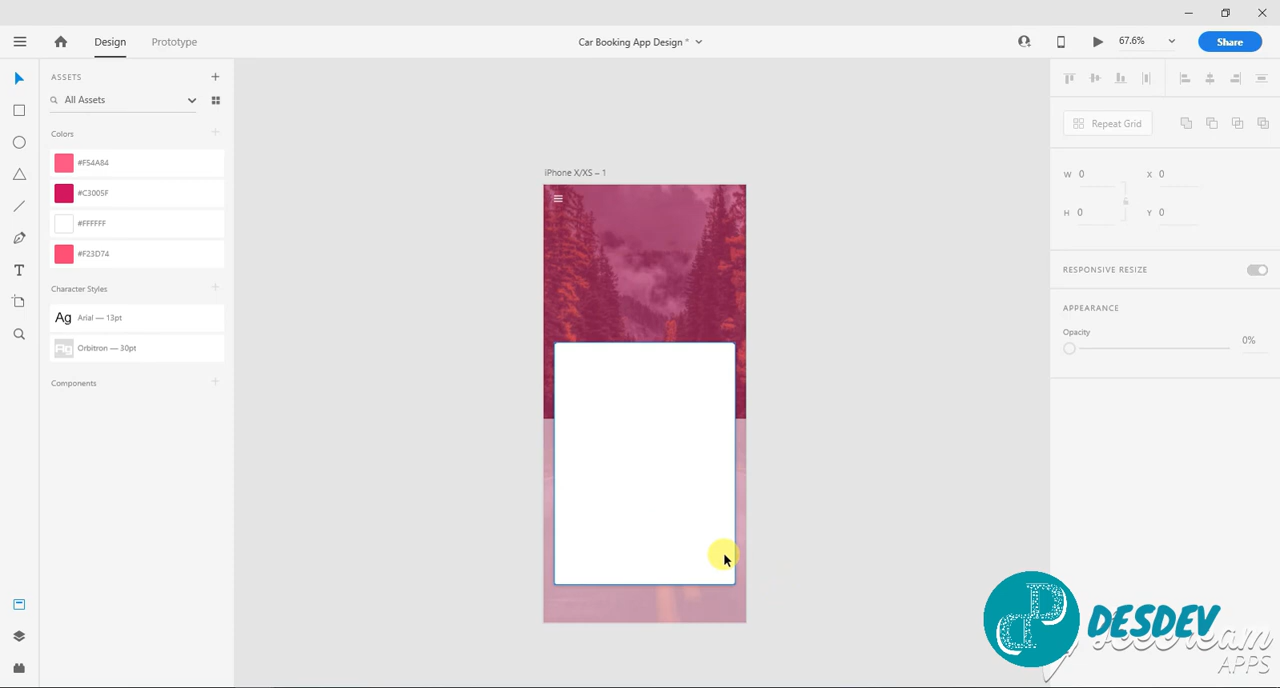 Design
Prototype
Car Booking App Design *
67.6%
Share
ASSETS
All Assets
Colors
#F54A84
#C3005F
#FFFFFF
#F23D74
Character Styles
Ag Arial — 13pt
Ag Orbitron — 30pt
Components
iPhone X/XS – 1
Repeat Grid
W 0
X 0
H 0
Y 0
RESPONSIVE RESIZE
APPEARANCE
Opacity
0%
DESDEV
Icecream
APPS